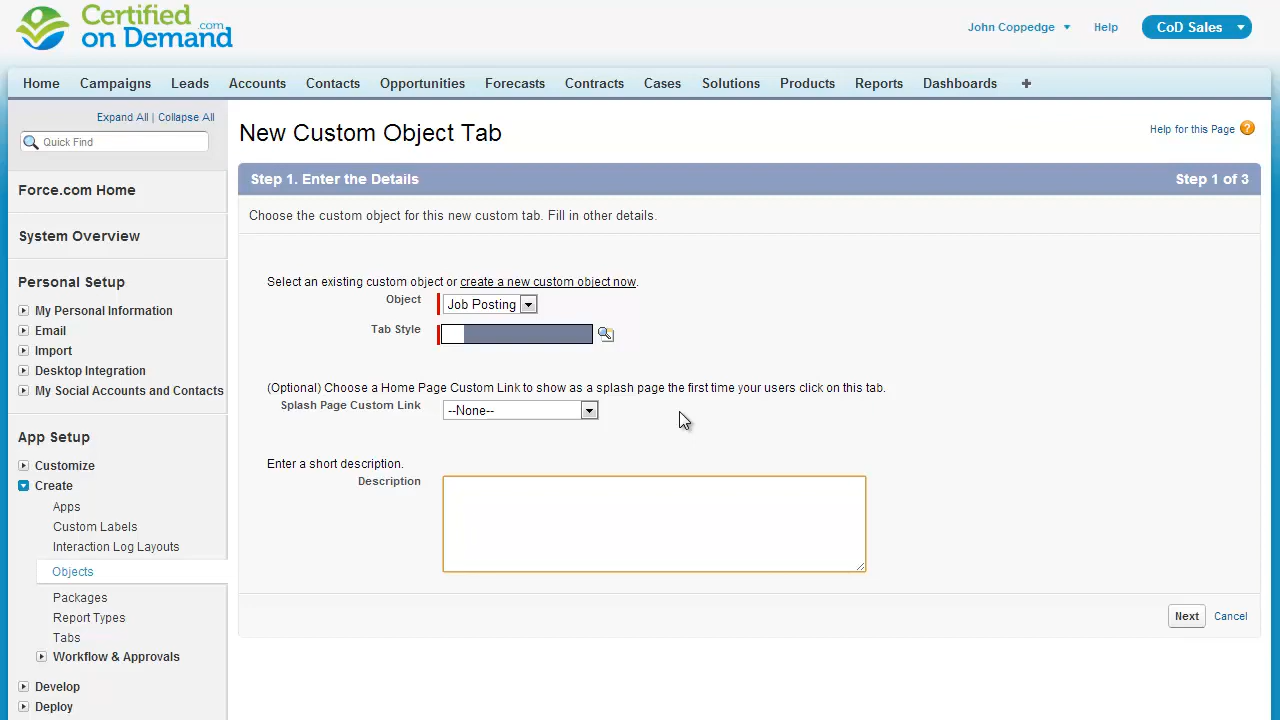 Certified
.com
on Demand
John Coppedge
Help
CoD Sales
Home Campaigns Leads Accounts Contacts Opportunities Forecasts Contracts Cases Solutions Products Reports Dashboards +
Expand All | Collapse All
Quick Find
Force.com Home
System Overview
Personal Setup
My Personal Information
Email
Import
Desktop Integration
My Social Accounts and Contacts
App Setup
Customize
Create
Apps
Custom Labels
Interaction Log Layouts
Objects
Packages
Report Types
Tabs
Workflow & Approvals
Develop
Deploy
New Custom Object Tab
Help for this Page ?
Step 1. Enter the Details
Step 1 of 3
Choose the custom object for this new custom tab. Fill in other details.
Select an existing custom object or create a new custom object now.
Object Job Posting
Tab Style
(Optional) Choose a Home Page Custom Link to show as a splash page the first time your users click on this tab.
Splash Page Custom Link --None--
Enter a short description.
Description
Next Cancel